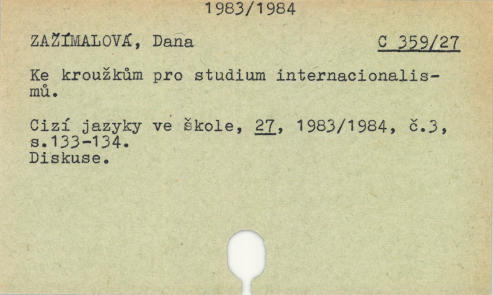 1983/1984
ZAŽÍMALOVÁ, Dana C 359/27
Ke kroužkům pro studium internacionalis-
mů.
Cizí jazyky ve škole, 27, 1983/1984, č.3,
s.133-134.
Diskuse.